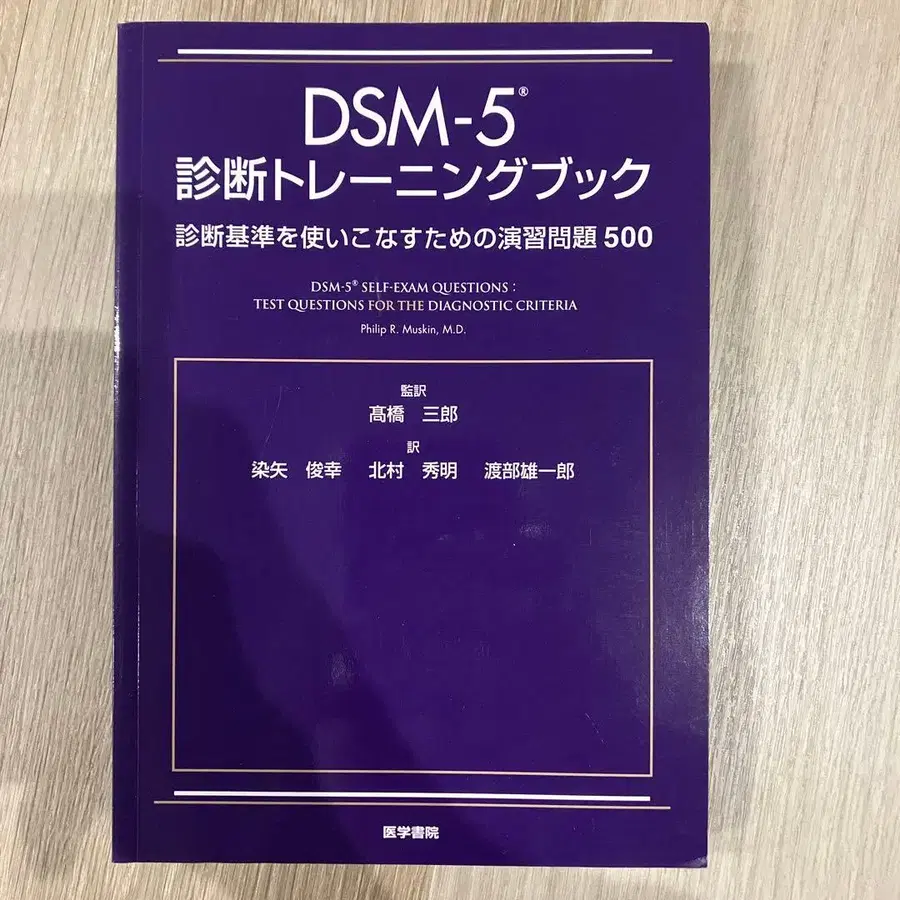 DSM-5®
診断トレーニングブック
診断基準を使いこなすための演習問題 500
DSM-5® SELF-EXAM QUESTIONS :
TEST QUESTIONS FOR THE DIAGNOSTIC CRITERIA
Philip R. Muskin, M.D.
監訳
髙橋 三郎
訳
染矢 俊幸 北村 秀明 渡部雄一郎
医学書院